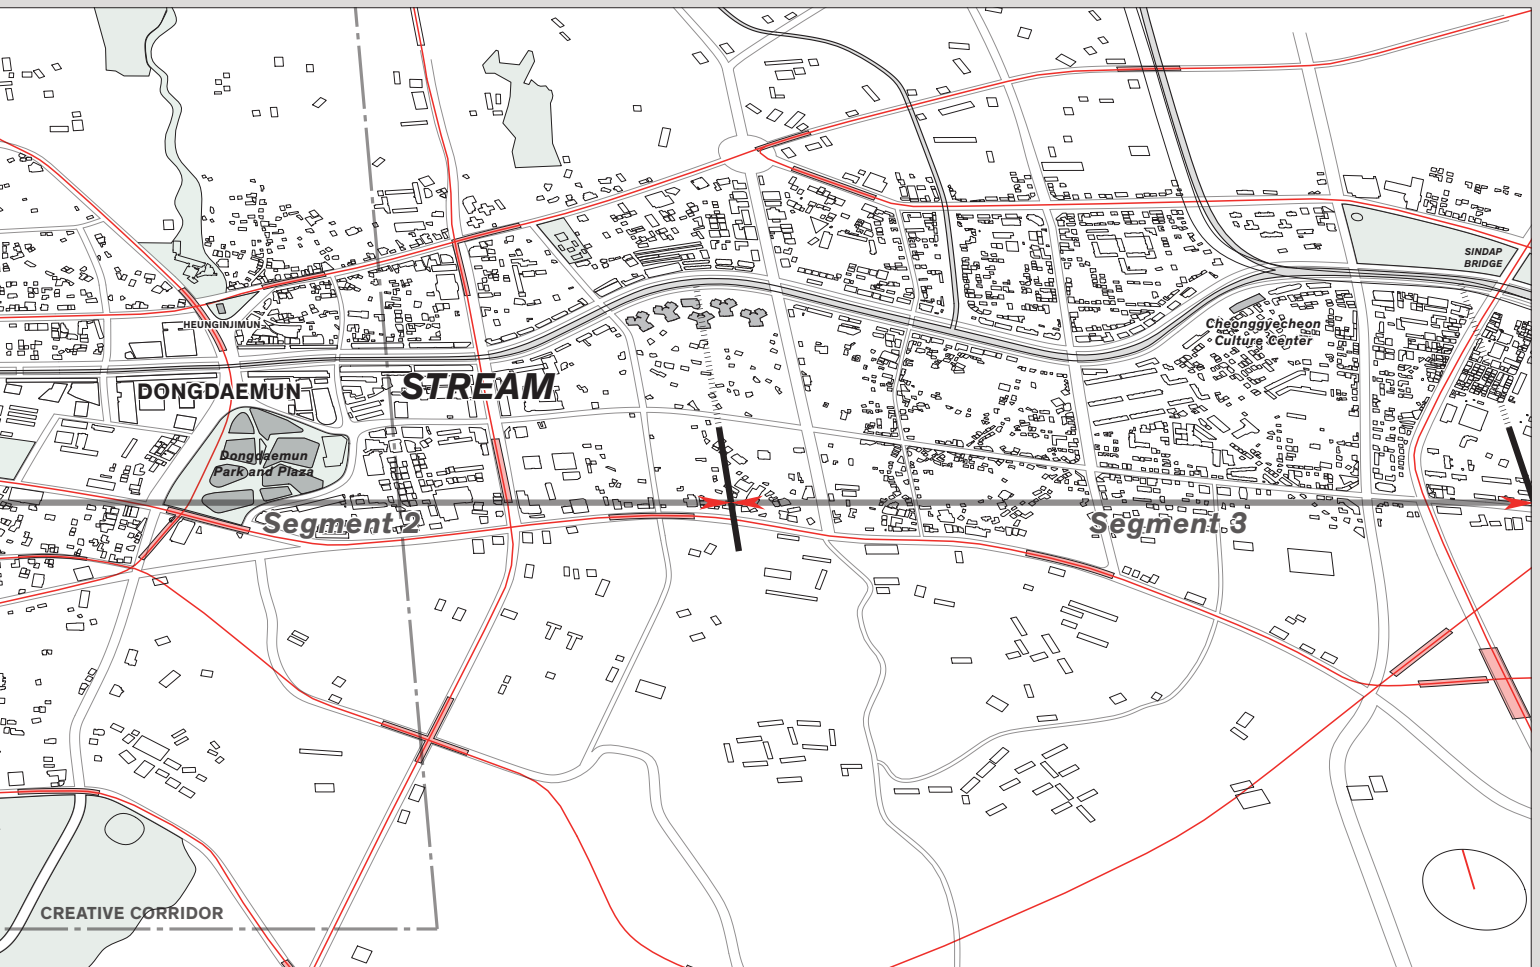 SINDAP
BRIDGE
HEUNGINJIMUN
Cheonggyecheon
Culture Center
DONGDAEMUN
STREAM
Dongdaemun
Park and Plaza
Segment 2
Segment 3
CREATIVE CORRIDOR